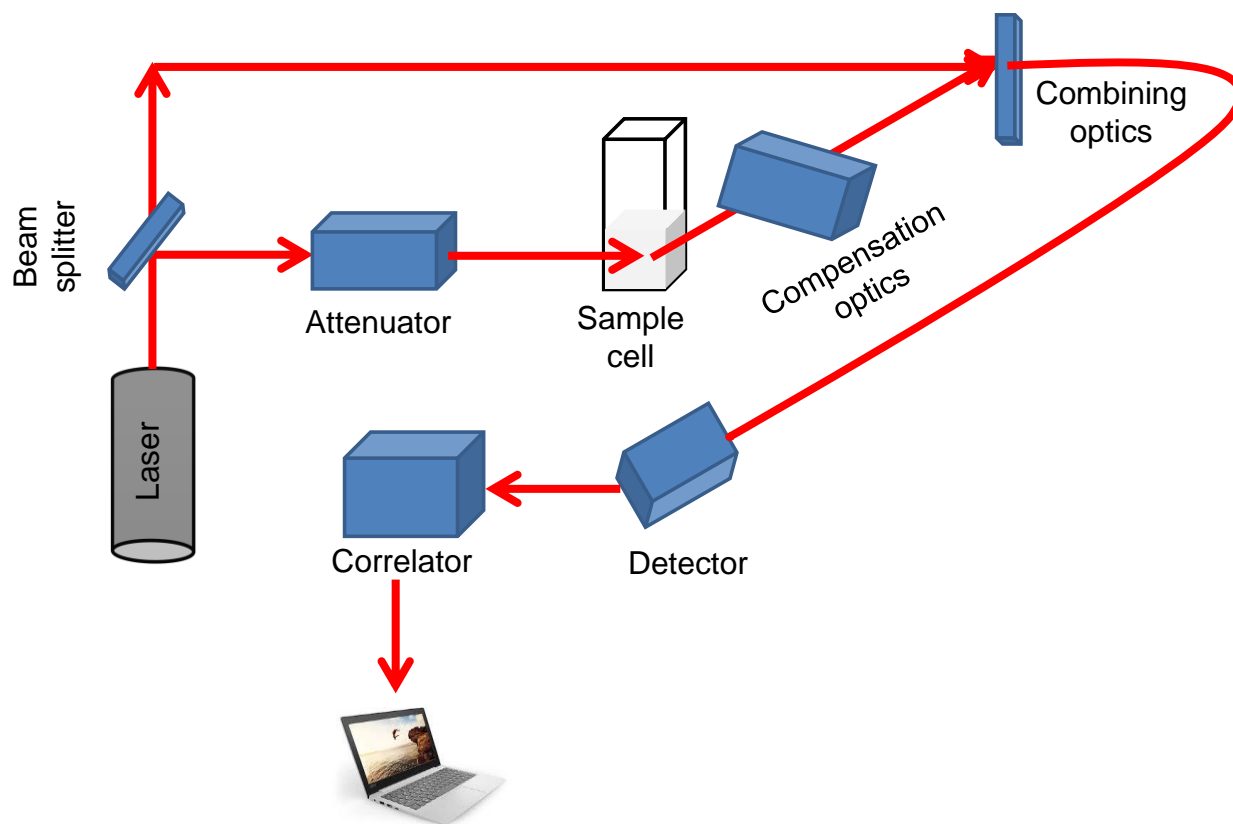 Combining
optics
Beam
splitter
Attenuator
Sample
cell
Compensation
optics
Laser
Correlator
Detector